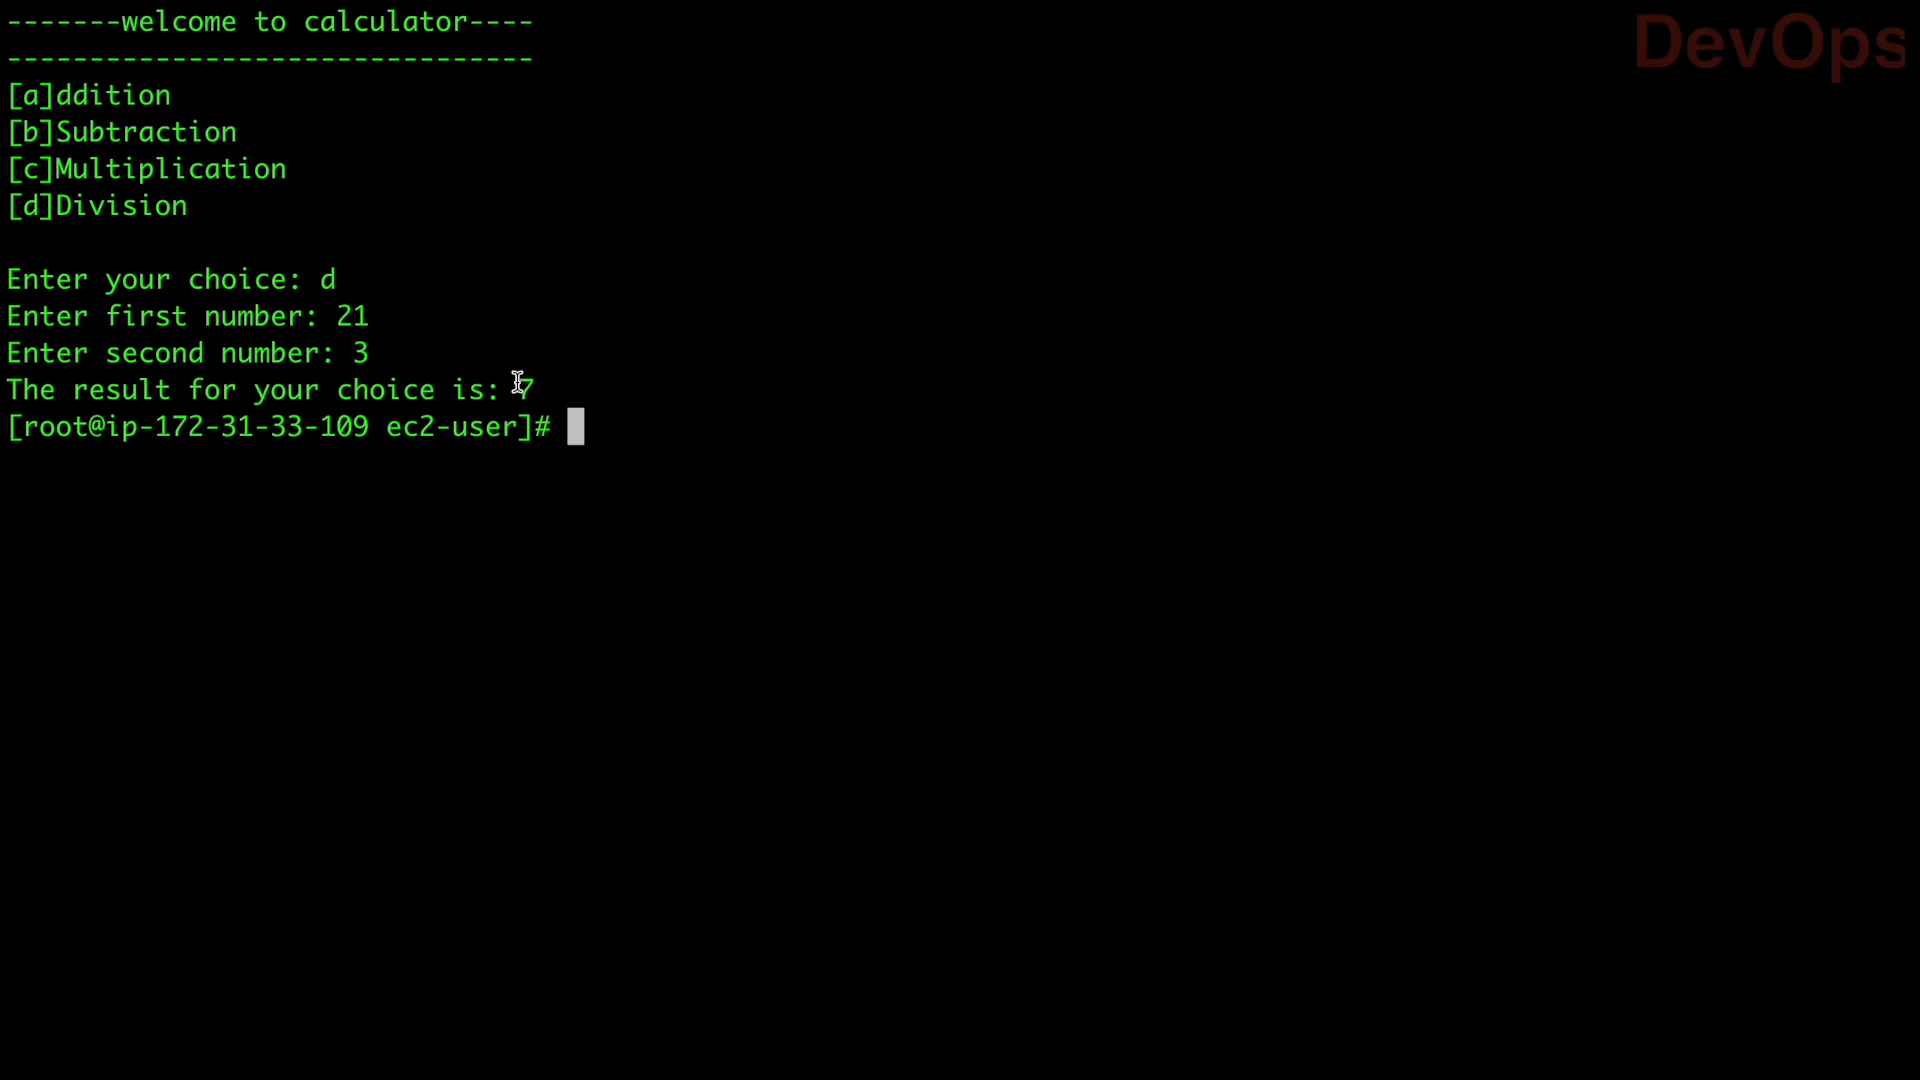 -------welcome to calculator----
--------------------------------
[a]ddition
[b]Subtraction
[c]Multiplication
[d]Division
Enter your choice: d
Enter first number: 21
Enter second number: 3
The result for your choice is: 7
[root@ip-172-31-33-109 ec2-user]#
DevOps